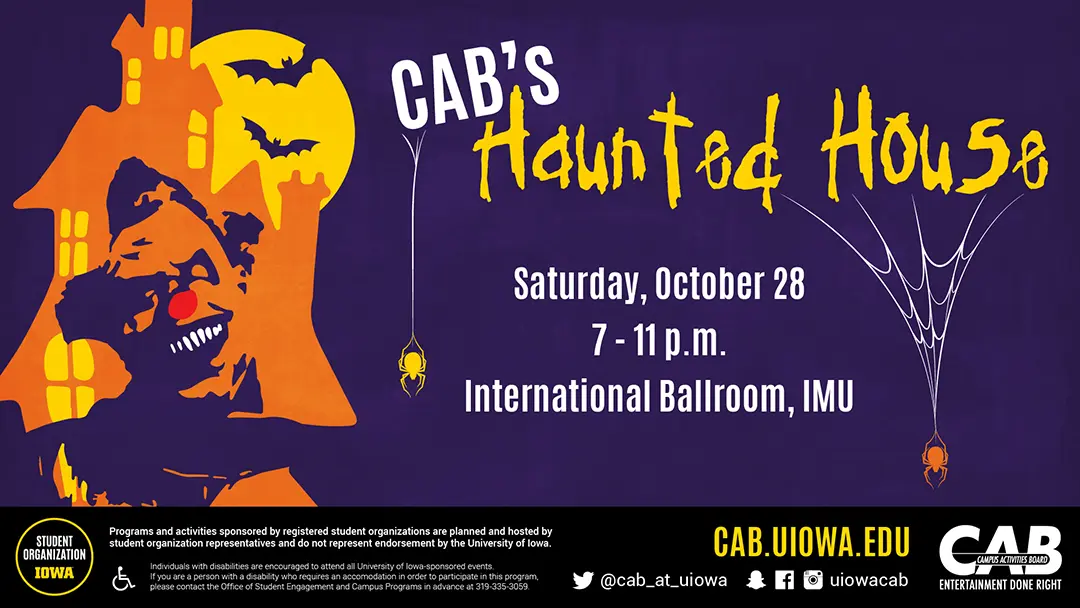 CAB's
Haunted House
Saturday, October 28
7 - 11 p.m.
International Ballroom, IMU
STUDENT
ORGANIZATION
IOWA
Programs and activities sponsored by registered student organizations are planned and hosted by
student organization representatives and do not represent endorsement by the University of Iowa.
Individuals with disabilities are encouraged to attend all University of Iowa-sponsored events.
If you are a person with a disability who requires an accomodation in order to participate in this program,
please contact the Office of Student Engagement and Campus Programs in advance at 319-335-3059.
CAB.UIOWA.EDU
@cab_at_uiowa
uiowacab
CAB
CAMPUS ACTIVITIES BOARD
ENTERTAINMENT DONE RIGHT